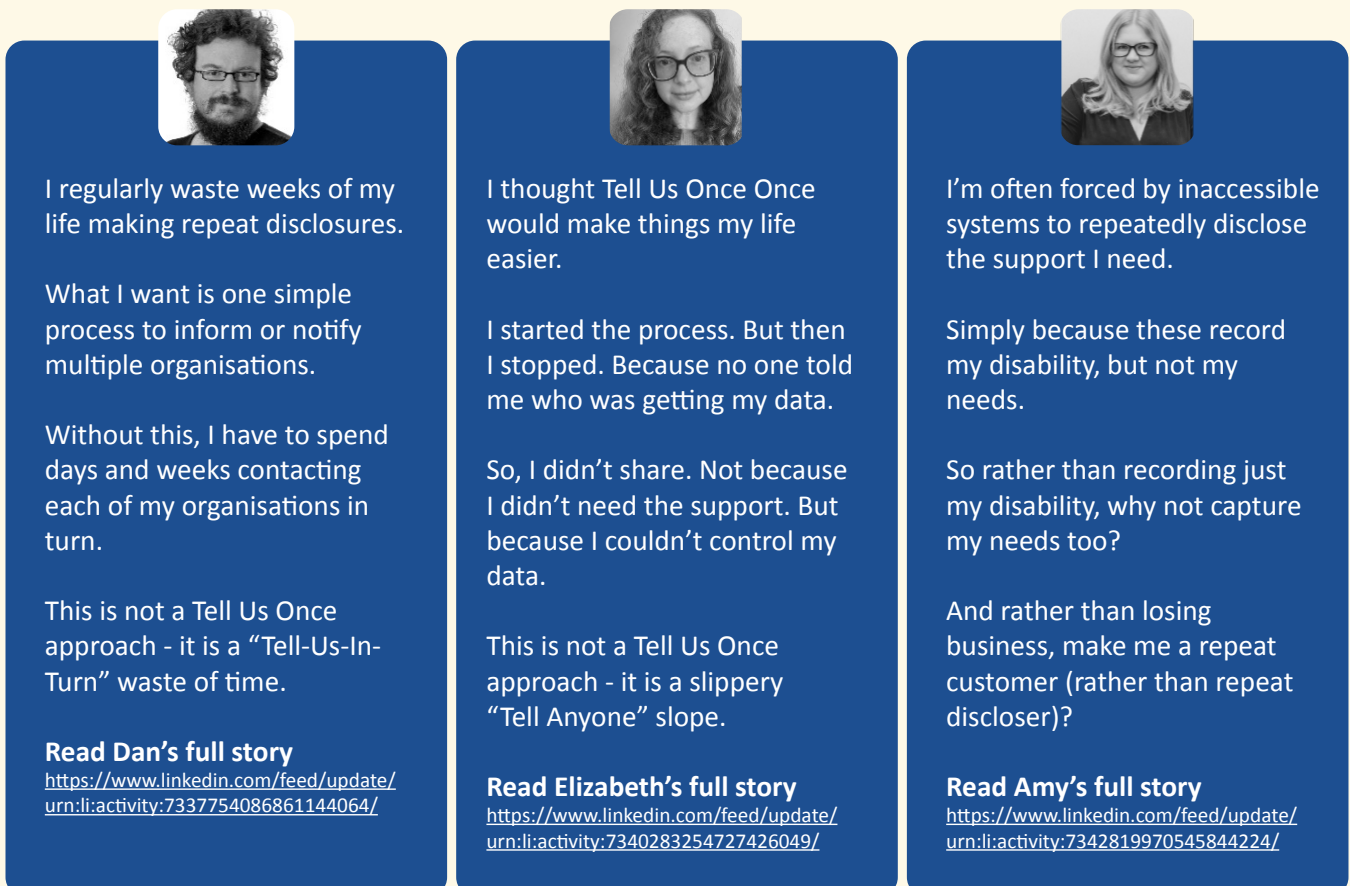 I regularly waste weeks of my
life making repeat disclosures.
What I want is one simple
process to inform or notify
multiple organisations.
Without this, I have to spend
days and weeks contacting
each of my organisations in
turn.
This is not a Tell Us Once
approach - it is a “Tell-Us-In-
Turn” waste of time.
Read Dan’s full story
https://www.linkedin.com/feed/update/
urn:li:activity:7337754086861144064/
I thought Tell Us Once Once
would make things my life
easier.
I started the process. But then
I stopped. Because no one told
me who was getting my data.
So, I didn’t share. Not because
I didn’t need the support. But
because I couldn’t control my
data.
This is not a Tell Us Once
approach - it is a slippery
“Tell Anyone” slope.
Read Elizabeth’s full story
https://www.linkedin.com/feed/update/
urn:li:activity:7340283254727426049/
I’m often forced by inaccessible
systems to repeatedly disclose
the support I need.
Simply because these record
my disability, but not my
needs.
So rather than recording just
my disability, why not capture
my needs too?
And rather than losing
business, make me a repeat
customer (rather than repeat
discloser)?
Read Amy’s full story
https://www.linkedin.com/feed/update/
urn:li:activity:7342819970545844224/